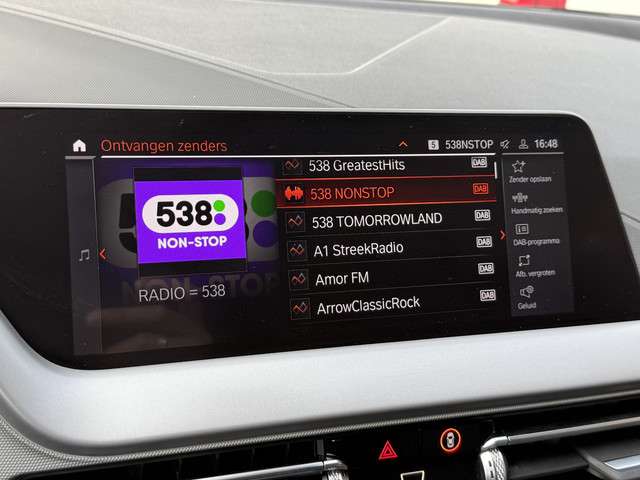 Ontvangen zenders
5 538NSTOP 16:48
538 GreatestHits DAB
538 NONSTOP DAB
538 TOMORROWLAND DAB
A1 StreekRadio DAB
Amor FM DAB
ArrowClassicRock DAB
538
NON-STOP
RADIO = 538
Zender opslaan
Handmatig zoeken
DAB-programma
Afb. vergroten
Geluid